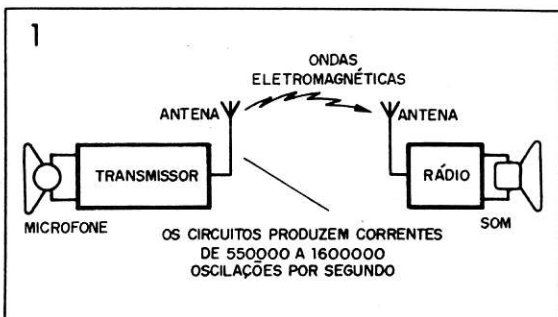 1
ONDAS
ELETROMAGNÉTICAS
ANTENA
ANTENA
TRANSMISSOR
RÁDIO
MICROFONE
SOM
OS CIRCUITOS PRODUZEM CORRENTES
DE 550000 A 1600000
OSCILAÇÕES POR SEGUNDO